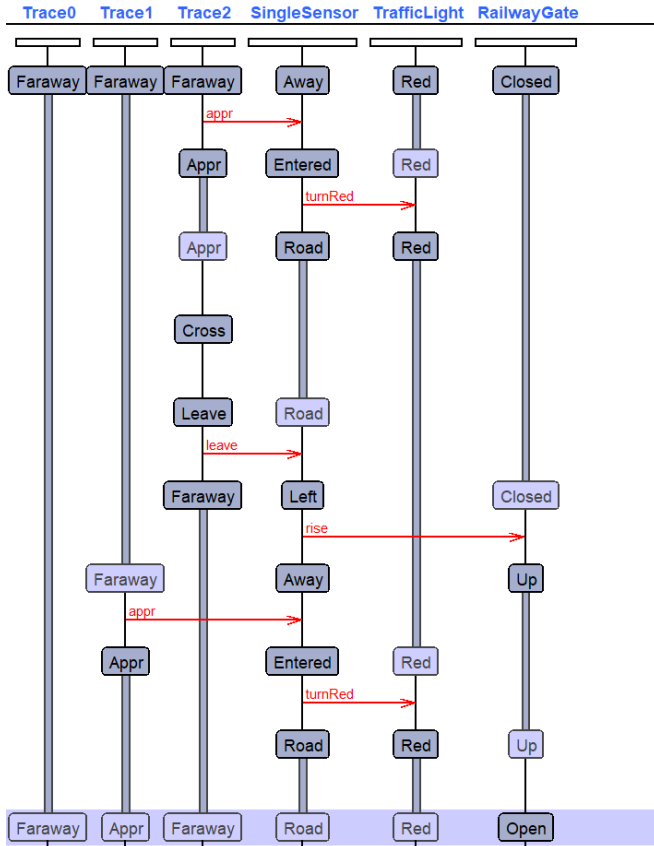 Trace0 Trace1 Trace2 SingleSensor TrafficLight RailwayGate
Faraway Faraway Faraway Away Red Closed
appr
Appr Entered Red
turnRed
Appr Road Red
Cross
Leave Road
leave
Faraway Left Closed
rise
Faraway Away Up
appr
Appr Entered Red
turnRed
Road Red Up
Faraway Appr Faraway Road Red Open